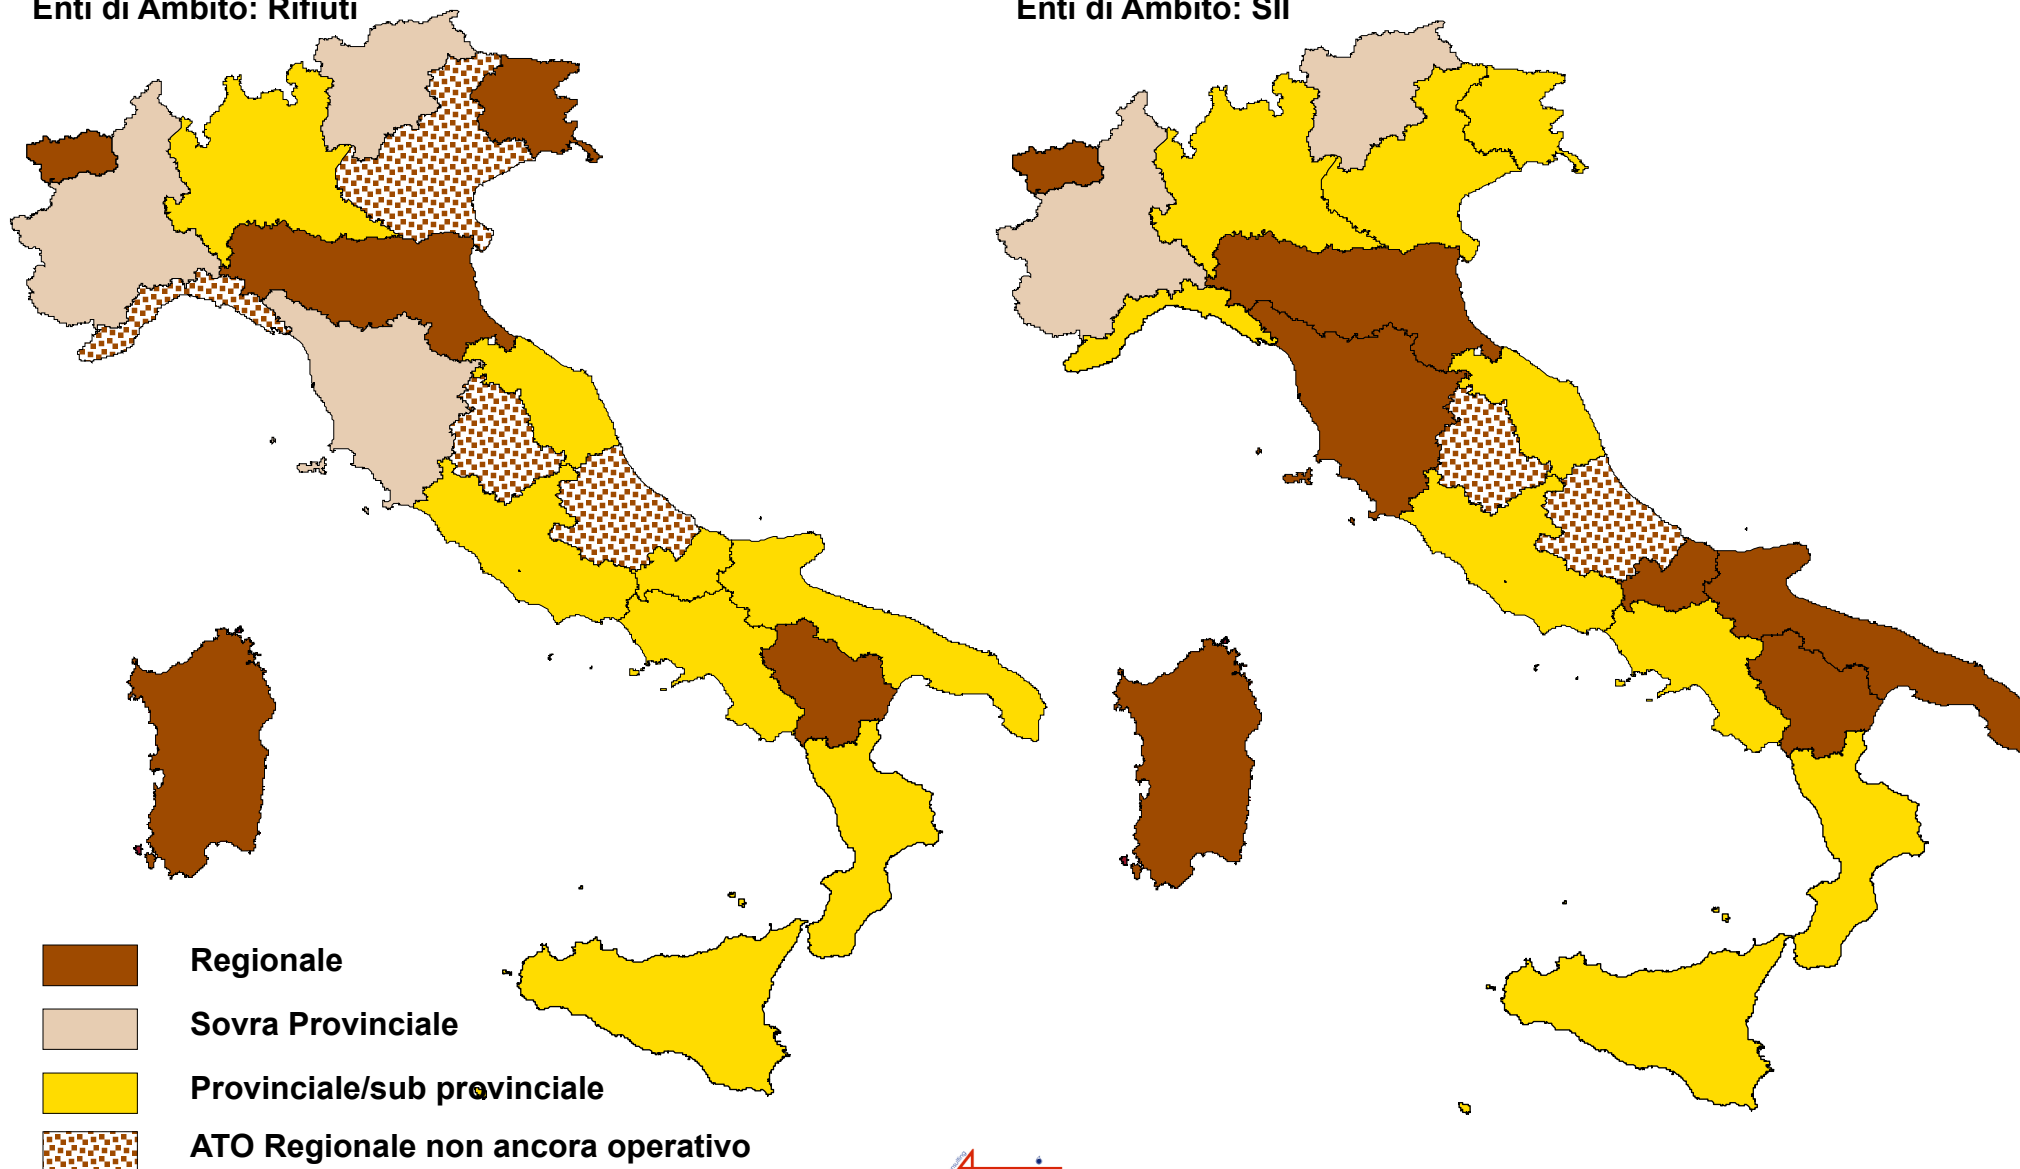 Enti di Ambito: Rifiuti
Enti di Ambito: SII
Regionale
Sovra Provinciale
Provinciale/sub provinciale
ATO Regionale non ancora operativo